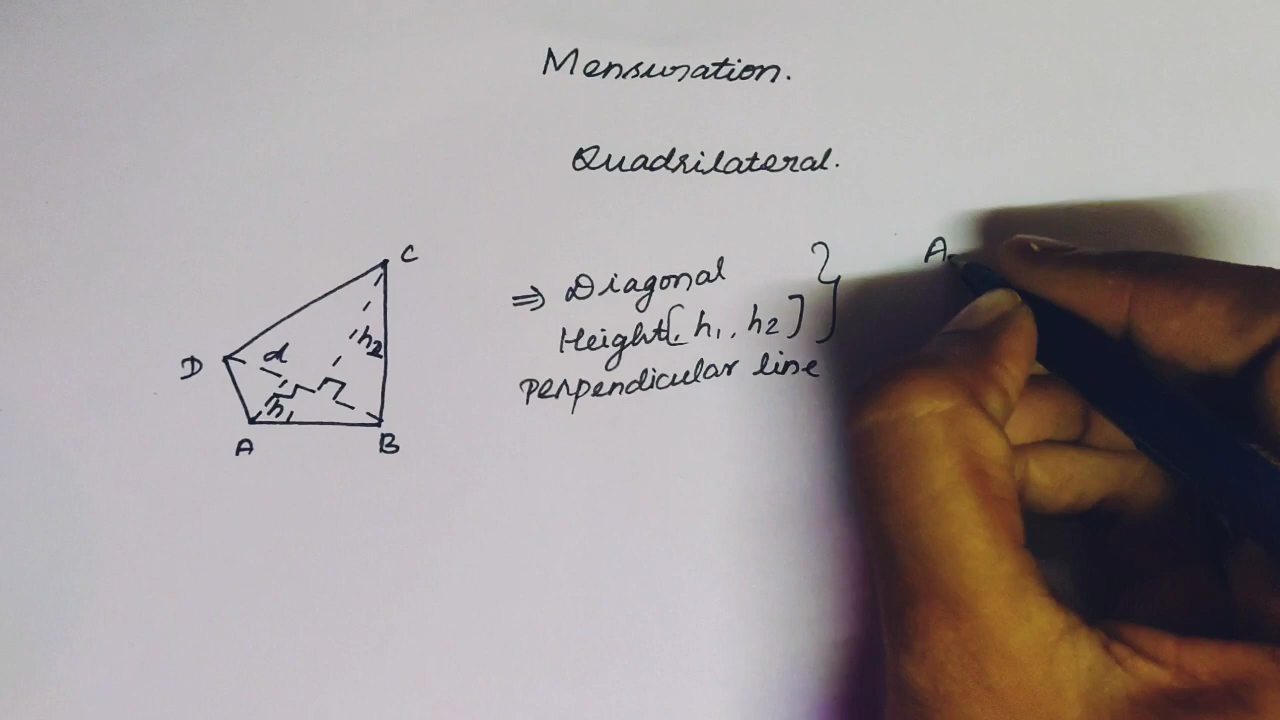 Mensuration.
Quadrilateral.
⇒ Diagonal
Height[. h1, h2] }
perpendicular line
A
C
D
d
h2
h1
A
B